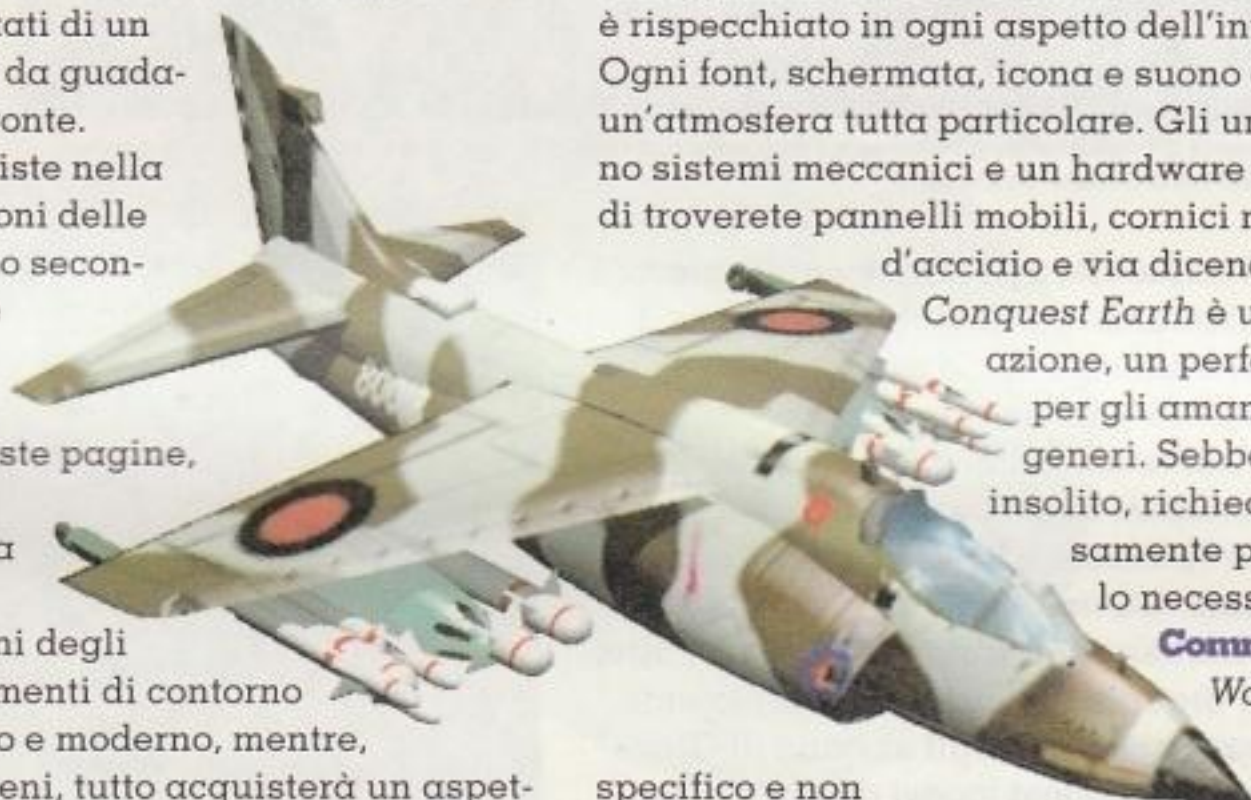 ati di un
da guada-
onte.
iste nella
oni delle
o secon-
ste pagine,
a
ni degli
menti di contorno
o e moderno, mentre,
eni, tutto acquisterà un aspet-
è rispecchiato in ogni aspetto dell'in
Ogni font, schermata, icona e suono
un'atmosfera tutta particolare. Gli un
no sistemi meccanici e un hardware
di troverete pannelli mobili, cornici
d'acciaio e via dicen
Conquest Earth è u
azione, un perf
per gli aman
generi. Sebbe
insolito, richied
samente p
lo necess
Comm
Wa
specifico e non